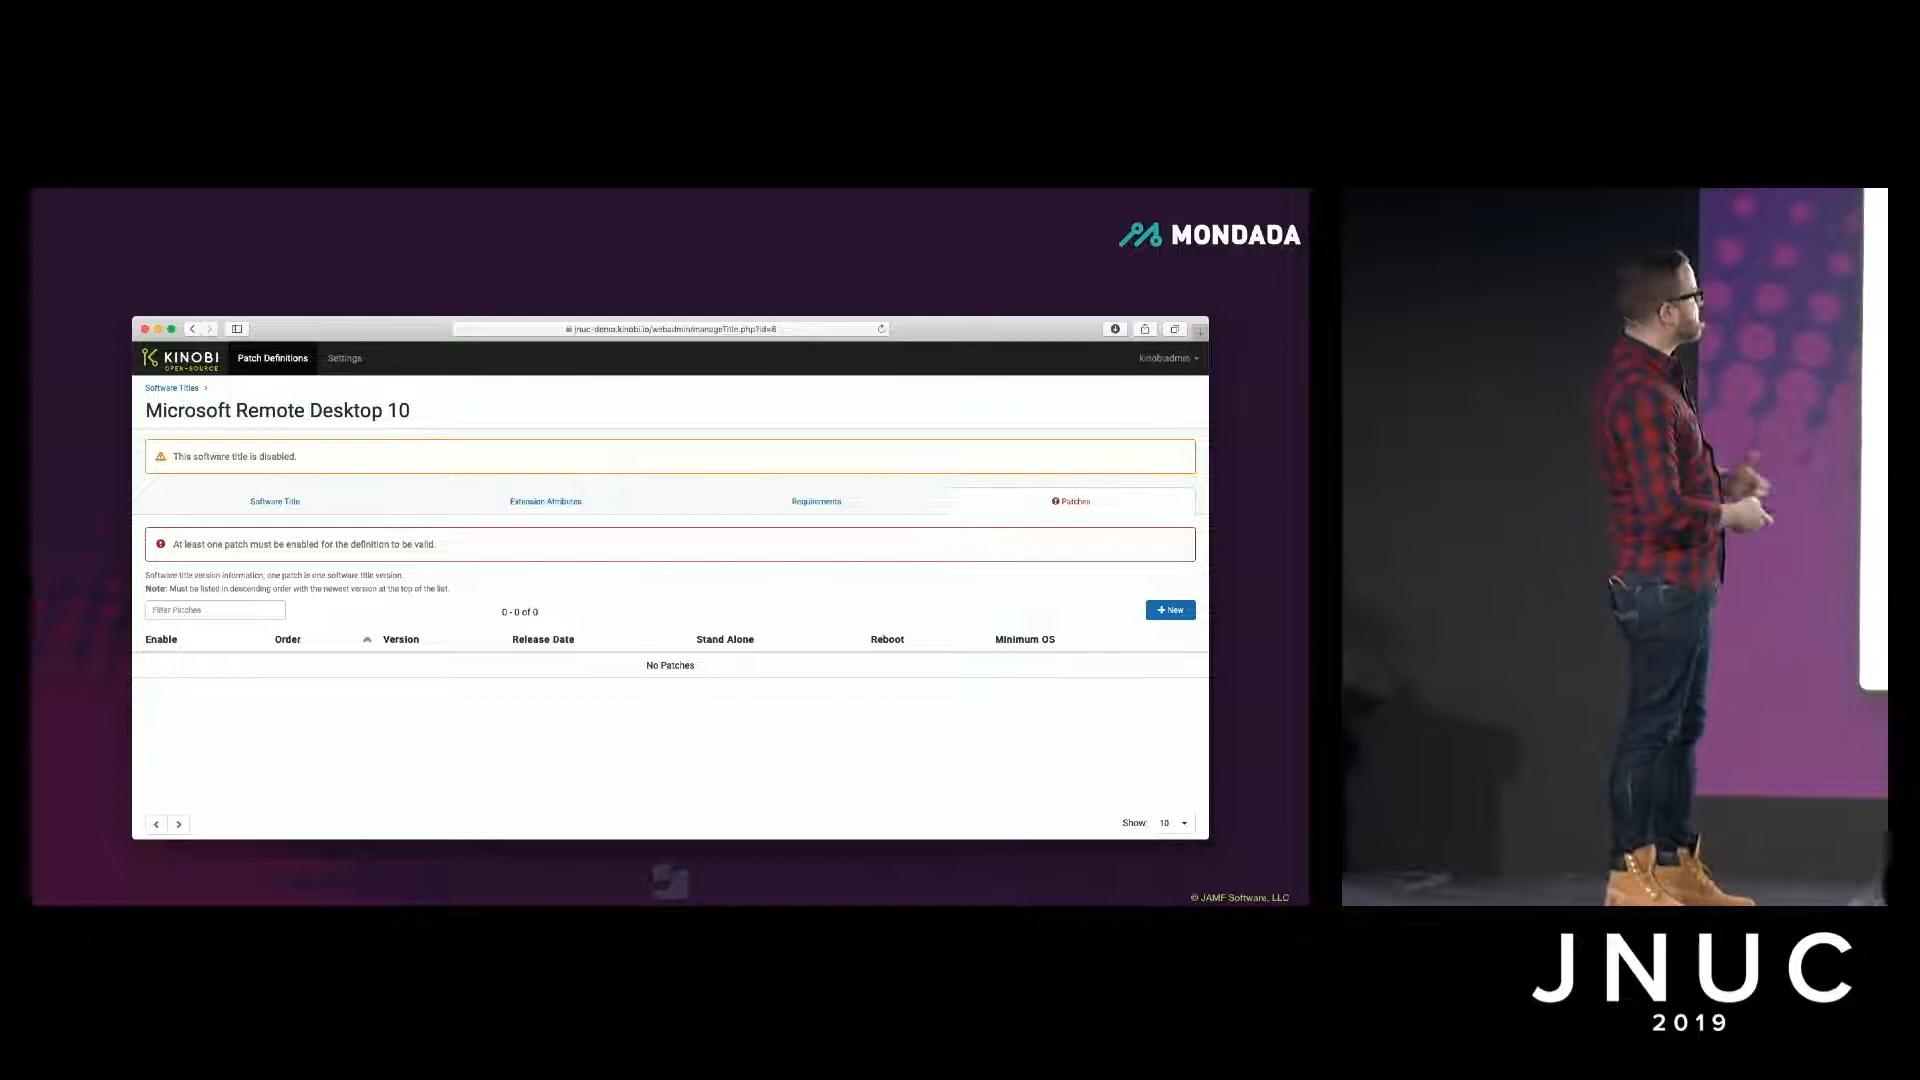 MONDADA
jnuc-demo.kinobi.io/webadmin/manageTitle.php?id=8
KINOBI
OPEN-SOURCE
Patch Definitions
Settings
kinobiadmin
Software Titles >
Microsoft Remote Desktop 10
This software title is disabled.
Software Title
Extension Attributes
Requirements
Patches
At least one patch must be enabled for the definition to be valid.
Software title version information; one patch is one software title version.
Note: Must be listed in descending order with the newest version at the top of the list.
Filter Patches
0 - 0 of 0
+ New
Enable Order Version Release Date Stand Alone Reboot Minimum OS
No Patches
Show: 10
© JAMF Software, LLC
JNUC
2019